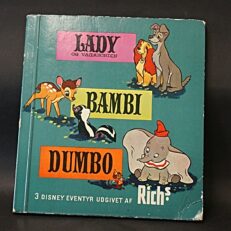 LADY
OG VAGABONDEN
BAMBI
DUMBO
3 DISNEY EVENTYR UDGIVET AF Rich's